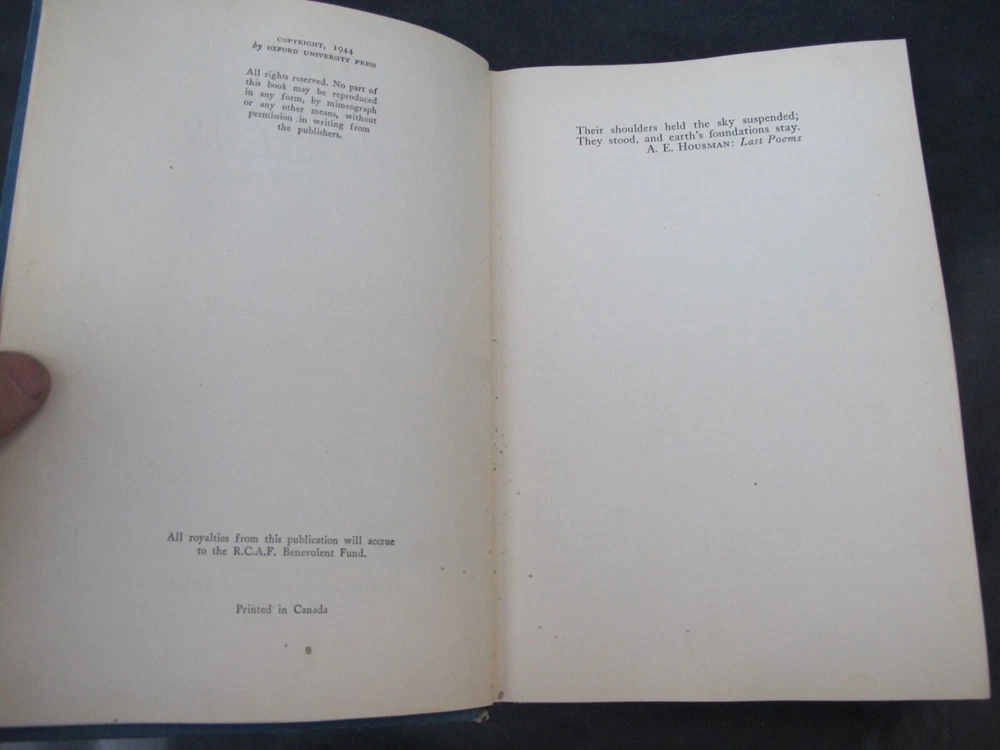 COPYRIGHT, 1944
by OXFORD UNIVERSITY PRESS
All rights reserved. No part of
this book may be reproduced
in any form, by mimeograph
or any other means, without
permission in writing from
the publishers.
All royalties from this publication will accrue
to the R.C.A.F. Benevolent Fund.
Printed in Canada
Their shoulders held the sky suspended;
They stood, and earth's foundations stay.
A. E. HOUSMAN: Last Poems